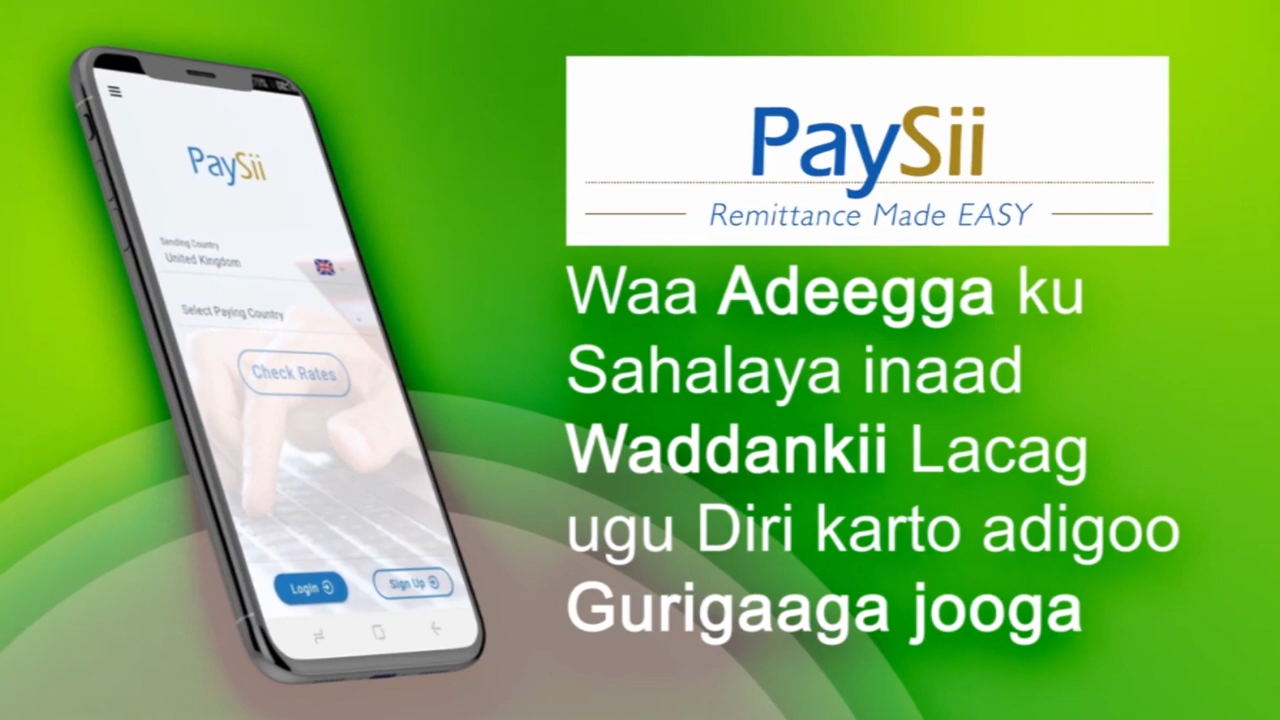 PaySii
Sending Country
United Kingdom
Select Paying Country
Check Rates
Login
Sign Up
PaySii
Remittance Made EASY
Waa Adeegga ku
Sahalaya inaad
Waddankii Lacag
ugu Diri karto adigoo
Gurigaaga jooga